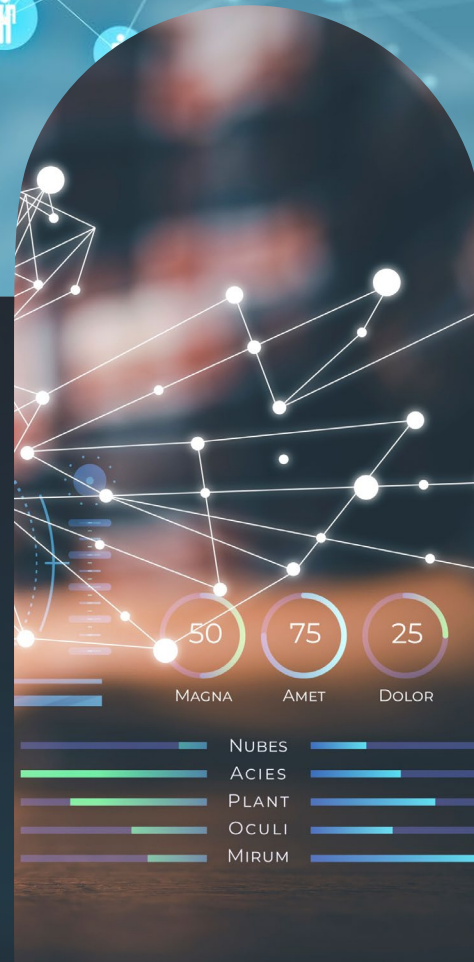 50 75 25
MAGNA AMET DOLOR
NUBES
ACIES
PLANT
OCULI
MIRUM